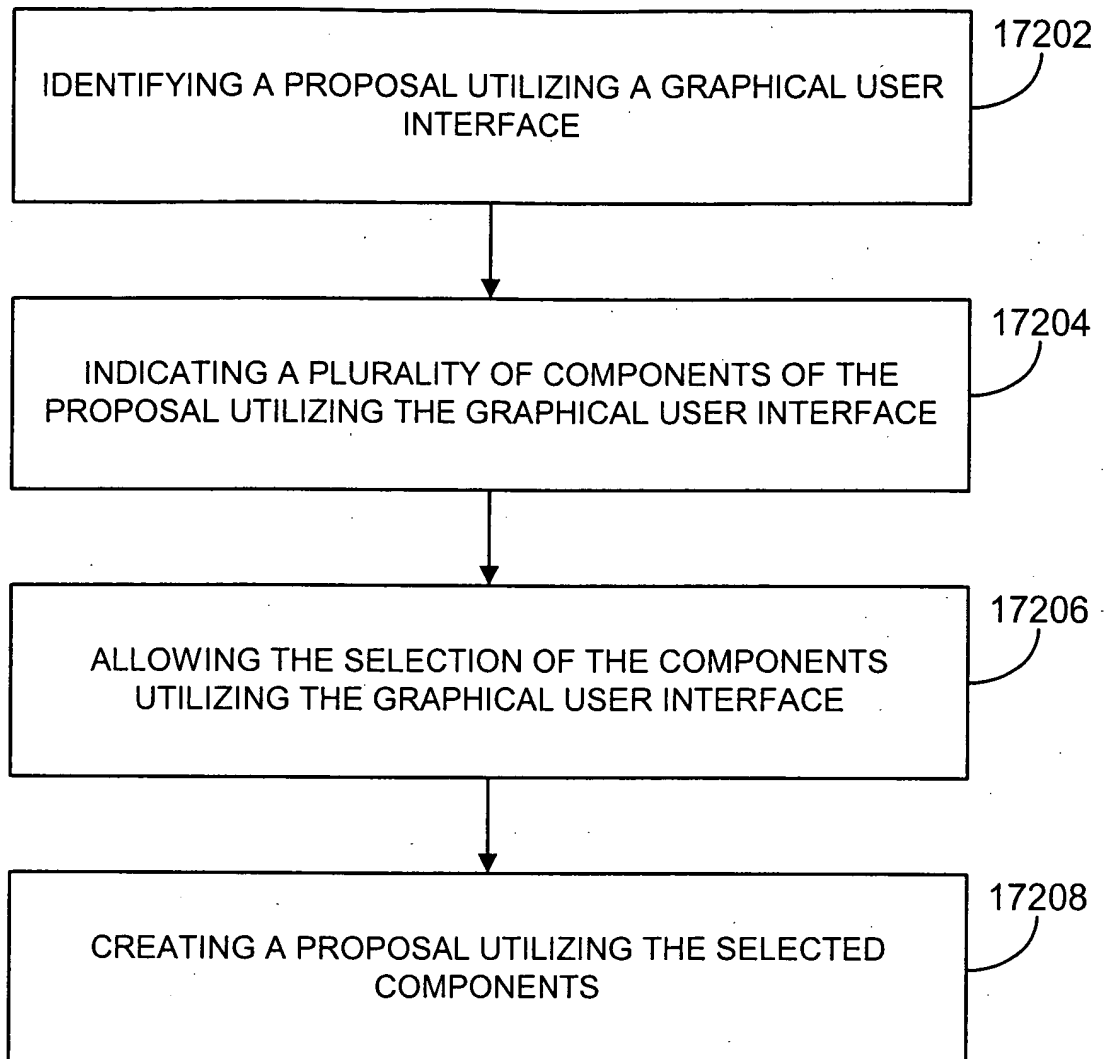 17202
IDENTIFYING A PROPOSAL UTILIZING A GRAPHICAL USER
INTERFACE
17204
INDICATING A PLURALITY OF COMPONENTS OF THE
PROPOSAL UTILIZING THE GRAPHICAL USER INTERFACE
17206
ALLOWING THE SELECTION OF THE COMPONENTS
UTILIZING THE GRAPHICAL USER INTERFACE
17208
CREATING A PROPOSAL UTILIZING THE SELECTED
COMPONENTS